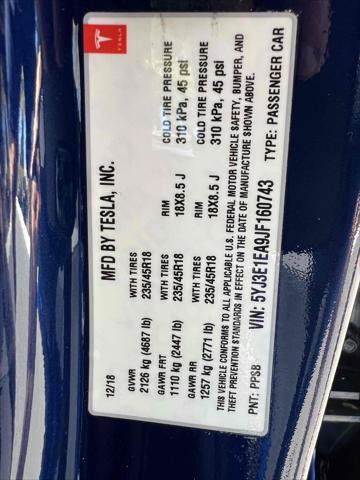 TESLA
MFD BY TESLA, INC.
12/18
GVWR
2126 kg (4687 lb)
WITH TIRES
235/45R18
RIM
18X8.5 J
COLD TIRE PRESSURE
310 kPa, 45 psi
GAWR FRT
1110 kg (2447 lb)
WITH TIRES
235/45R18
RIM
18X8.5 J
COLD TIRE PRESSURE
310 kPa, 45 psi
GAWR RR
1257 kg (2771 lb)
WITH TIRES
235/45R18
THIS VEHICLE CONFORMS TO ALL APPLICABLE U.S. FEDERAL MOTOR VEHICLE SAFETY, BUMPER, AND
THEFT PREVENTION STANDARDS IN EFFECT ON THE DATE OF MANUFACTURE SHOWN ABOVE.
VIN: 5YJ3E1EA9JF160743
PNT: PPSB
TYPE: PASSENGER CAR